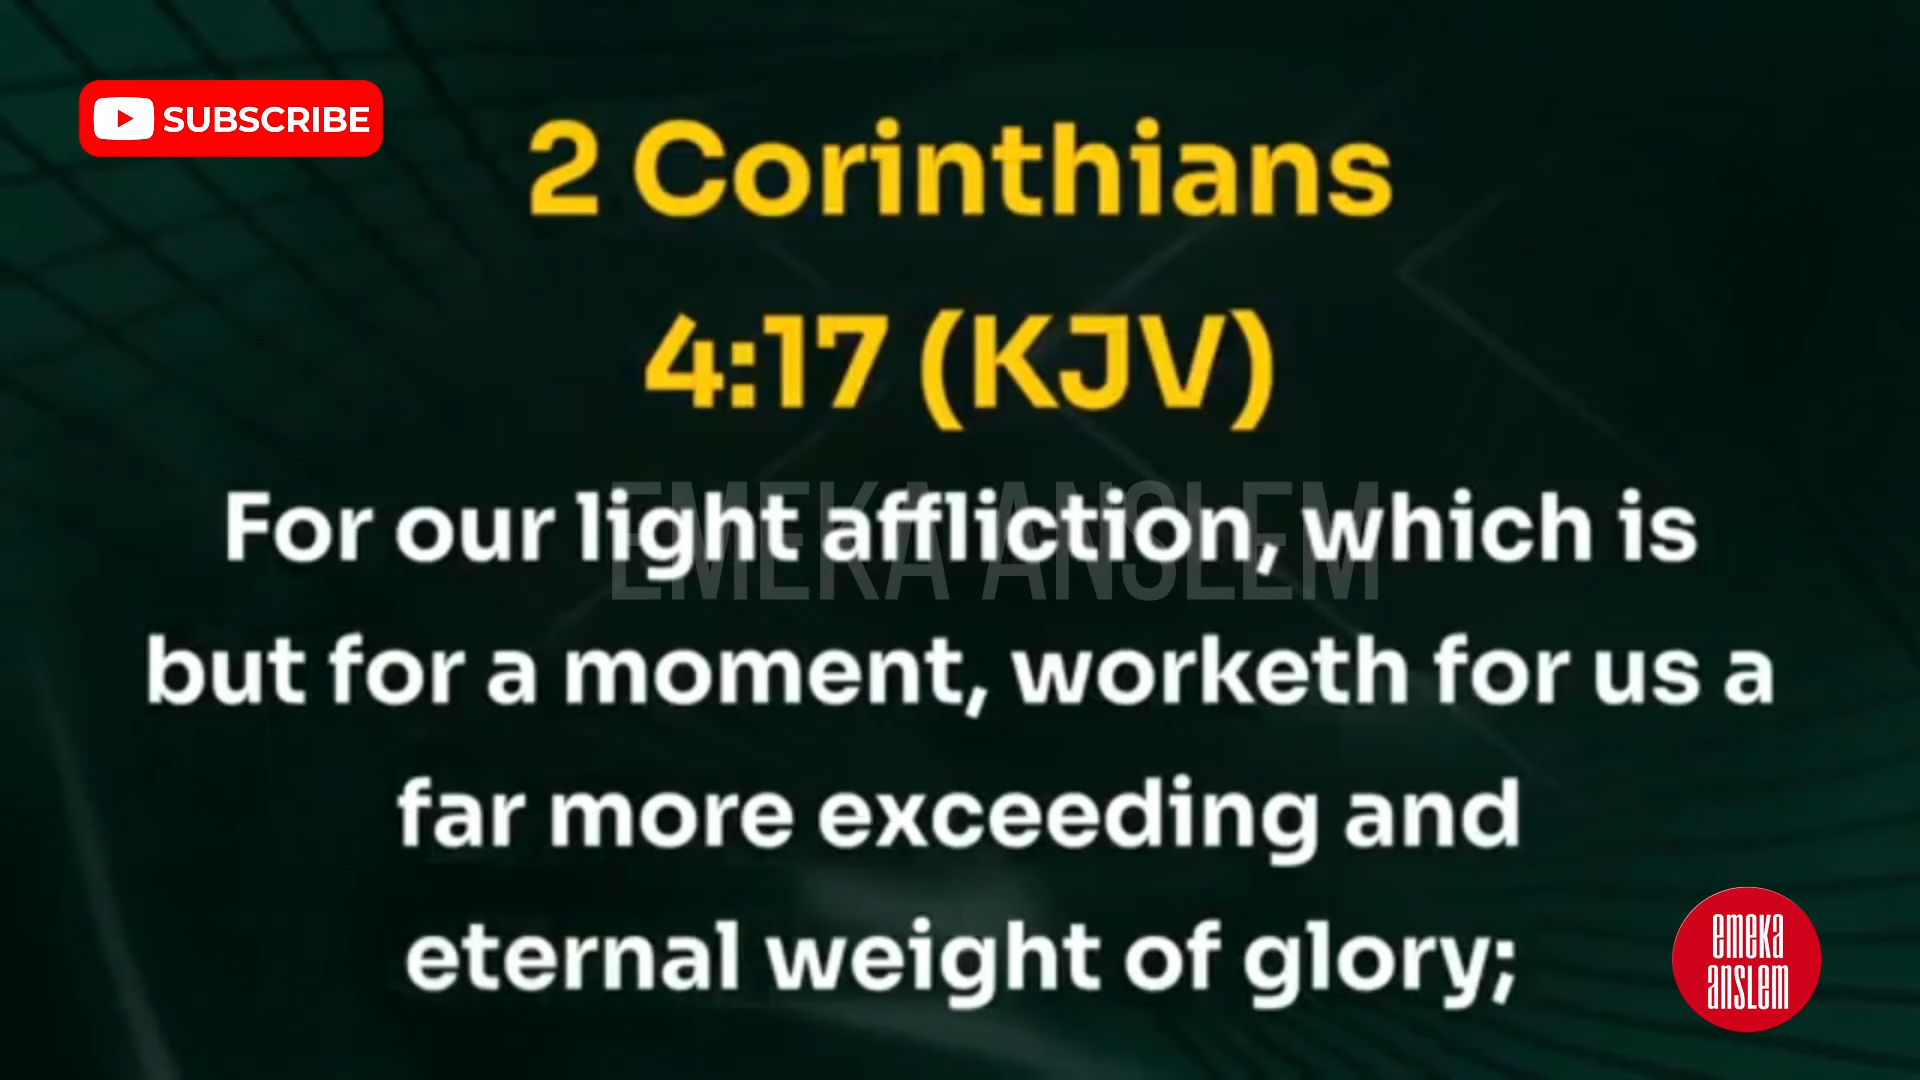 SUBSCRIBE
2 Corinthians
4:17 (KJV)
For our light affliction, which is
EMEKA ANSLEM
but for a moment, worketh for us a
far more exceeding and
eternal weight of glory;
emeka
anslem